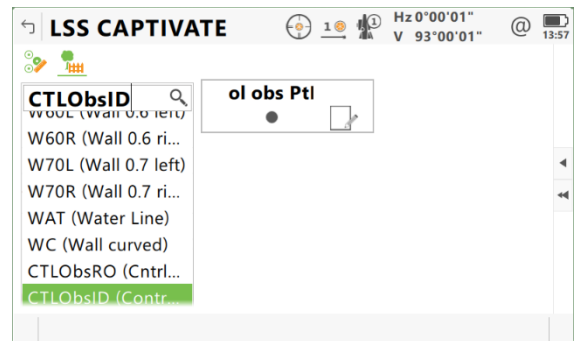 LSS CAPTIVATE
1
1
Hz 0°00'01"
V 93°00'01"
@
13:57
CTLObsID
ol obs Ptl
W60L (Wall 0.6 left)
W60R (Wall 0.6 ri...
W70L (Wall 0.7 left)
W70R (Wall 0.7 ri...
WAT (Water Line)
WC (Wall curved)
CTLObsRO (Cntrl...
CTLObsID (Contr...